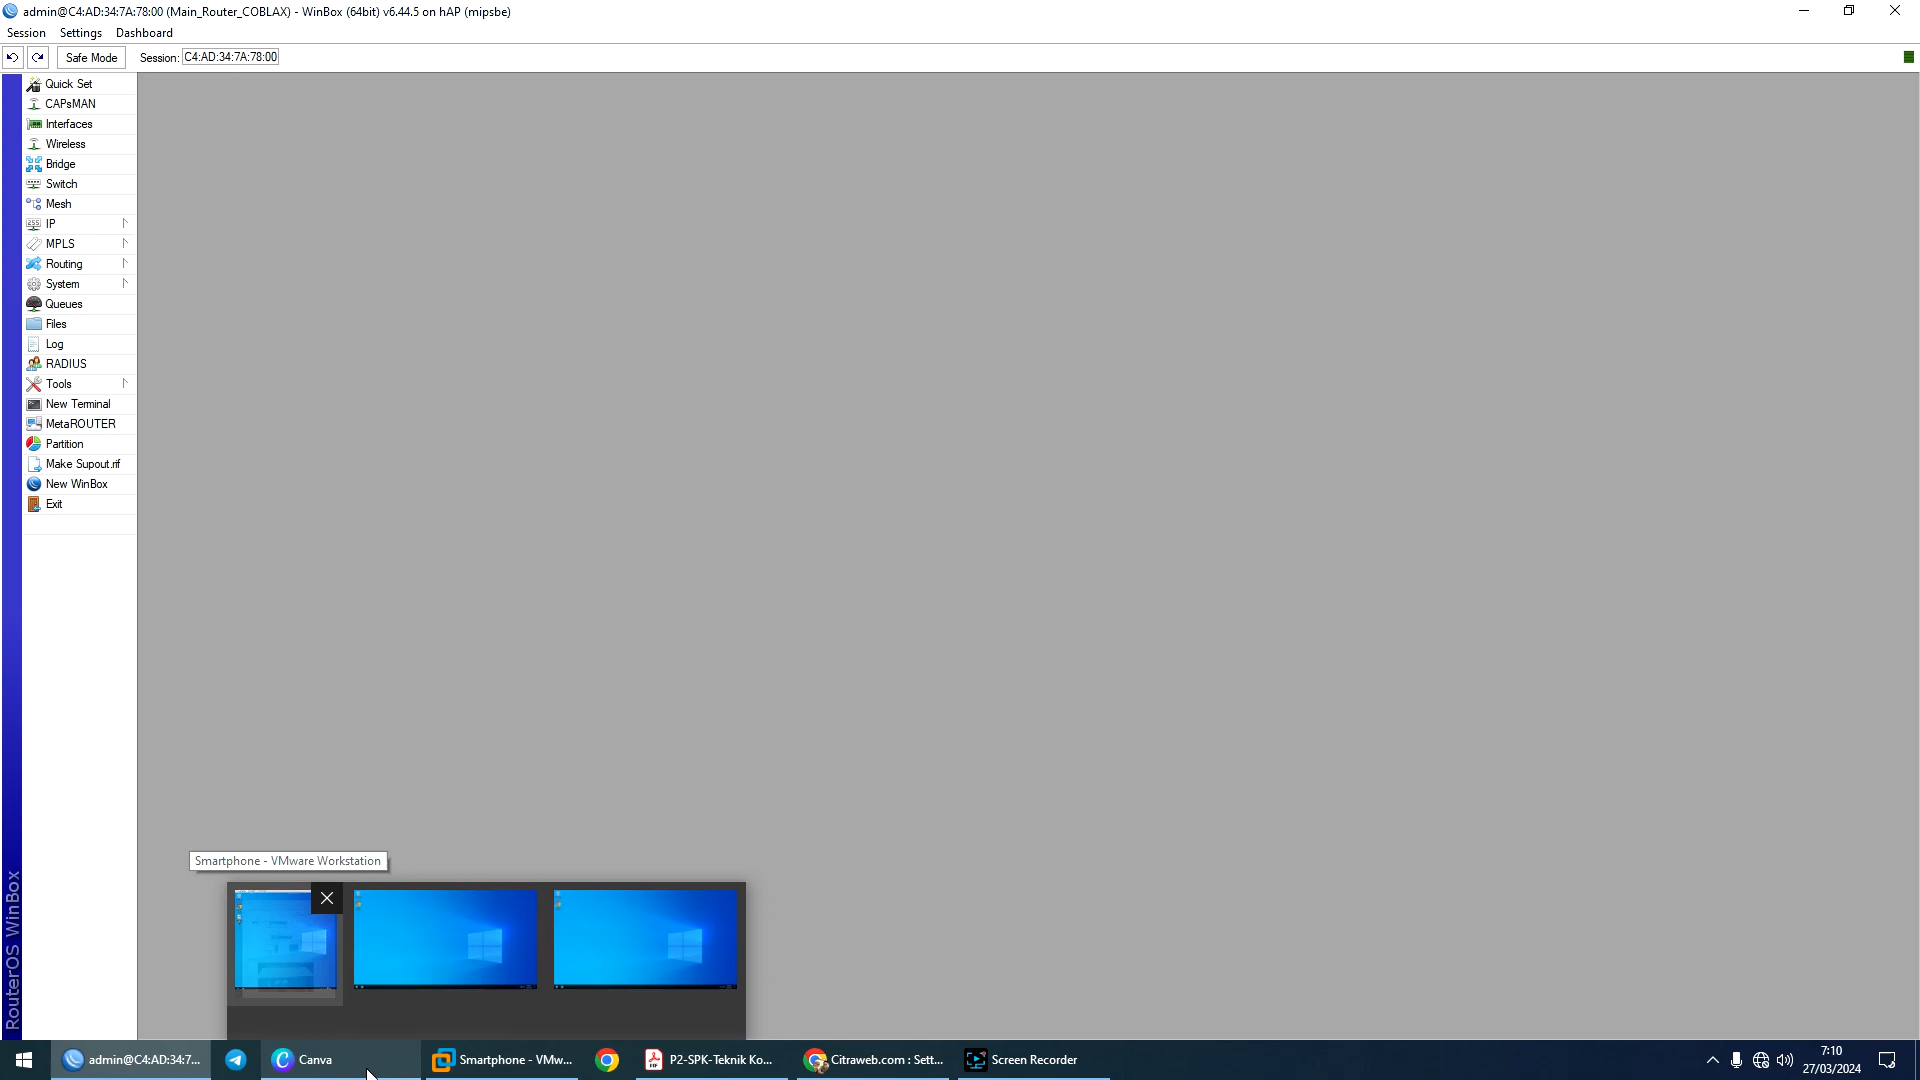 admin@C4:AD:34:7A:78:00 (Main_Router_COBLAX) - WinBox (64bit) v6.44.5 on hAP (mipsbe)
Session Settings Dashboard
Safe Mode Session: C4:AD:34:7A:78:00
Quick Set
CAPsMAN
Interfaces
Wireless
Bridge
Switch
Mesh
IP
MPLS
Routing
System
Queues
Files
Log
RADIUS
Tools
New Terminal
MetaROUTER
Partition
Make Supout.rif
New WinBox
Exit
RouterOS WinBox
Smartphone - VMware Workstation
admin@C4:AD:34:7... Canva Smartphone - VMw... P2-SPK-Teknik Ko... Citraweb.com : Sett... Screen Recorder
7:10
27/03/2024